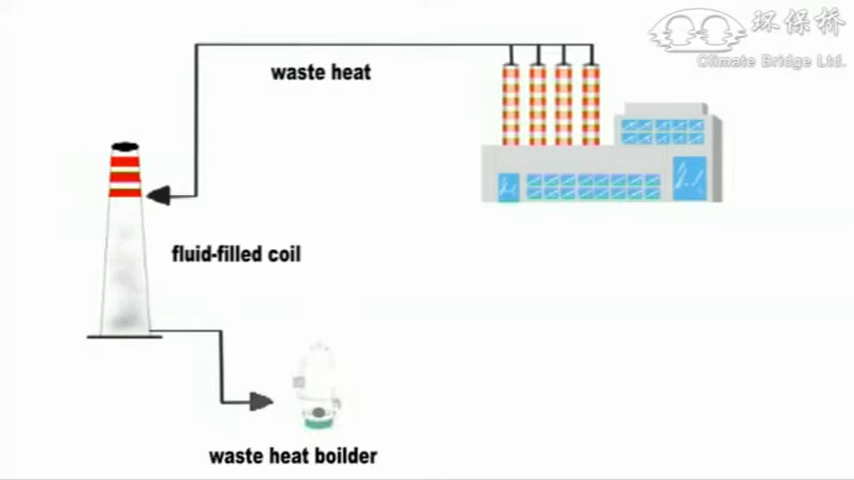 环保桥
Climate Bridge Ltd.
waste heat
fluid-filled coil
waste heat boilder